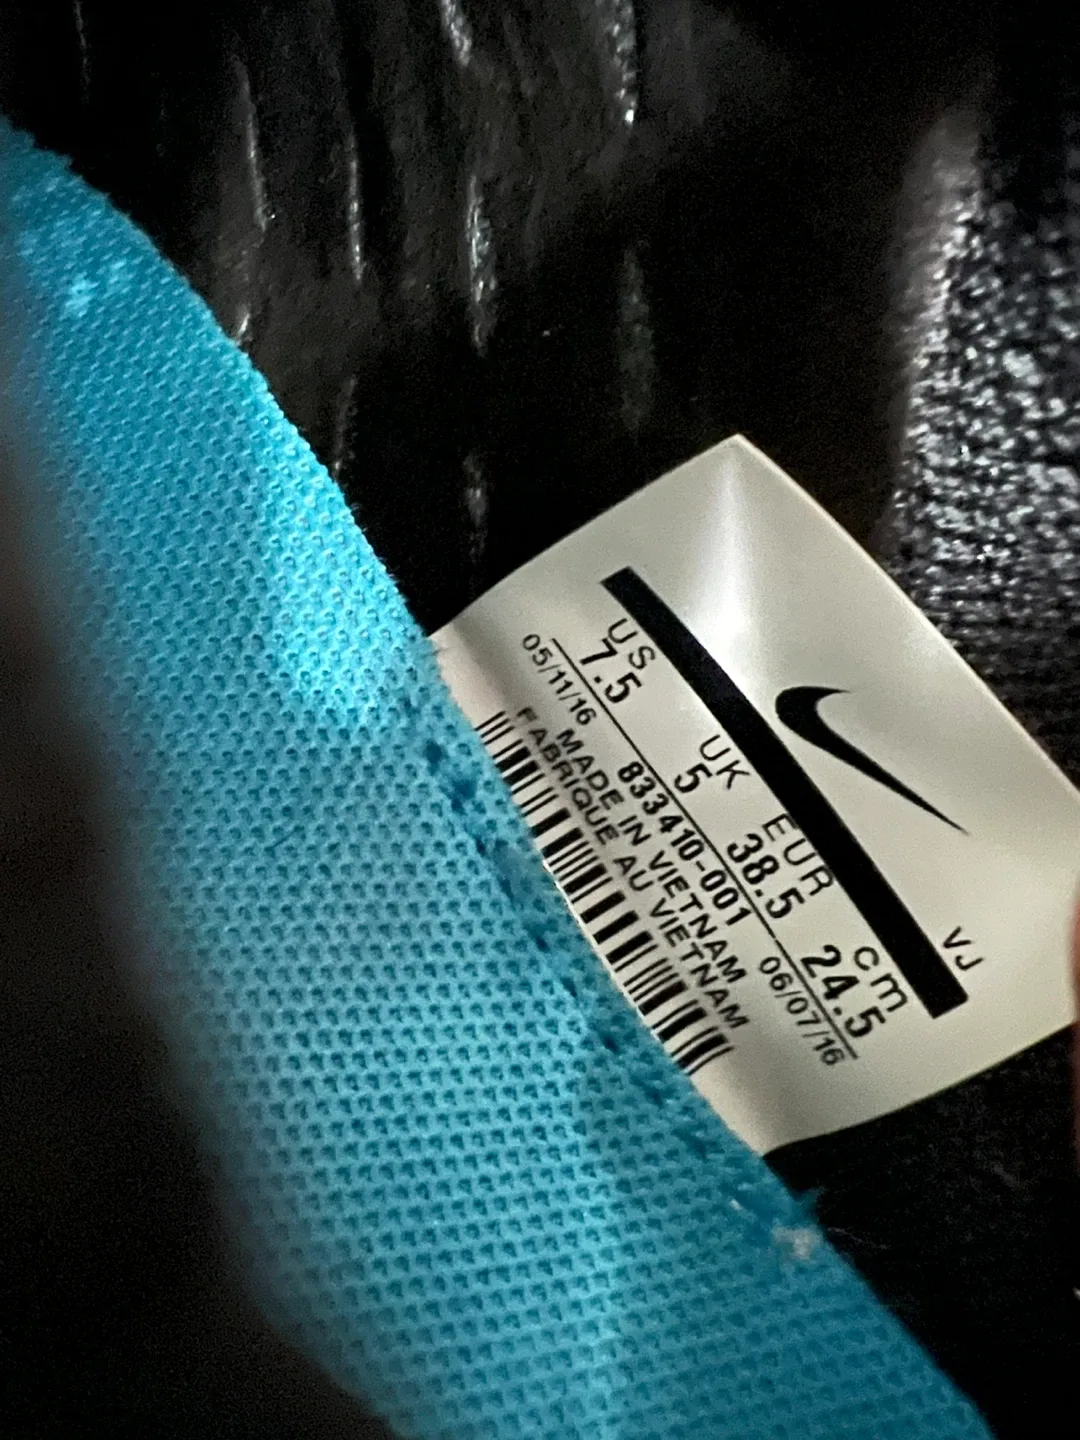 VJ
US UK EUR cm
7.5 5 38.5 24.5
05/11/16 833410-001 06/07/16
MADE IN VIETNAM
FABRIQUE AU VIETNAM